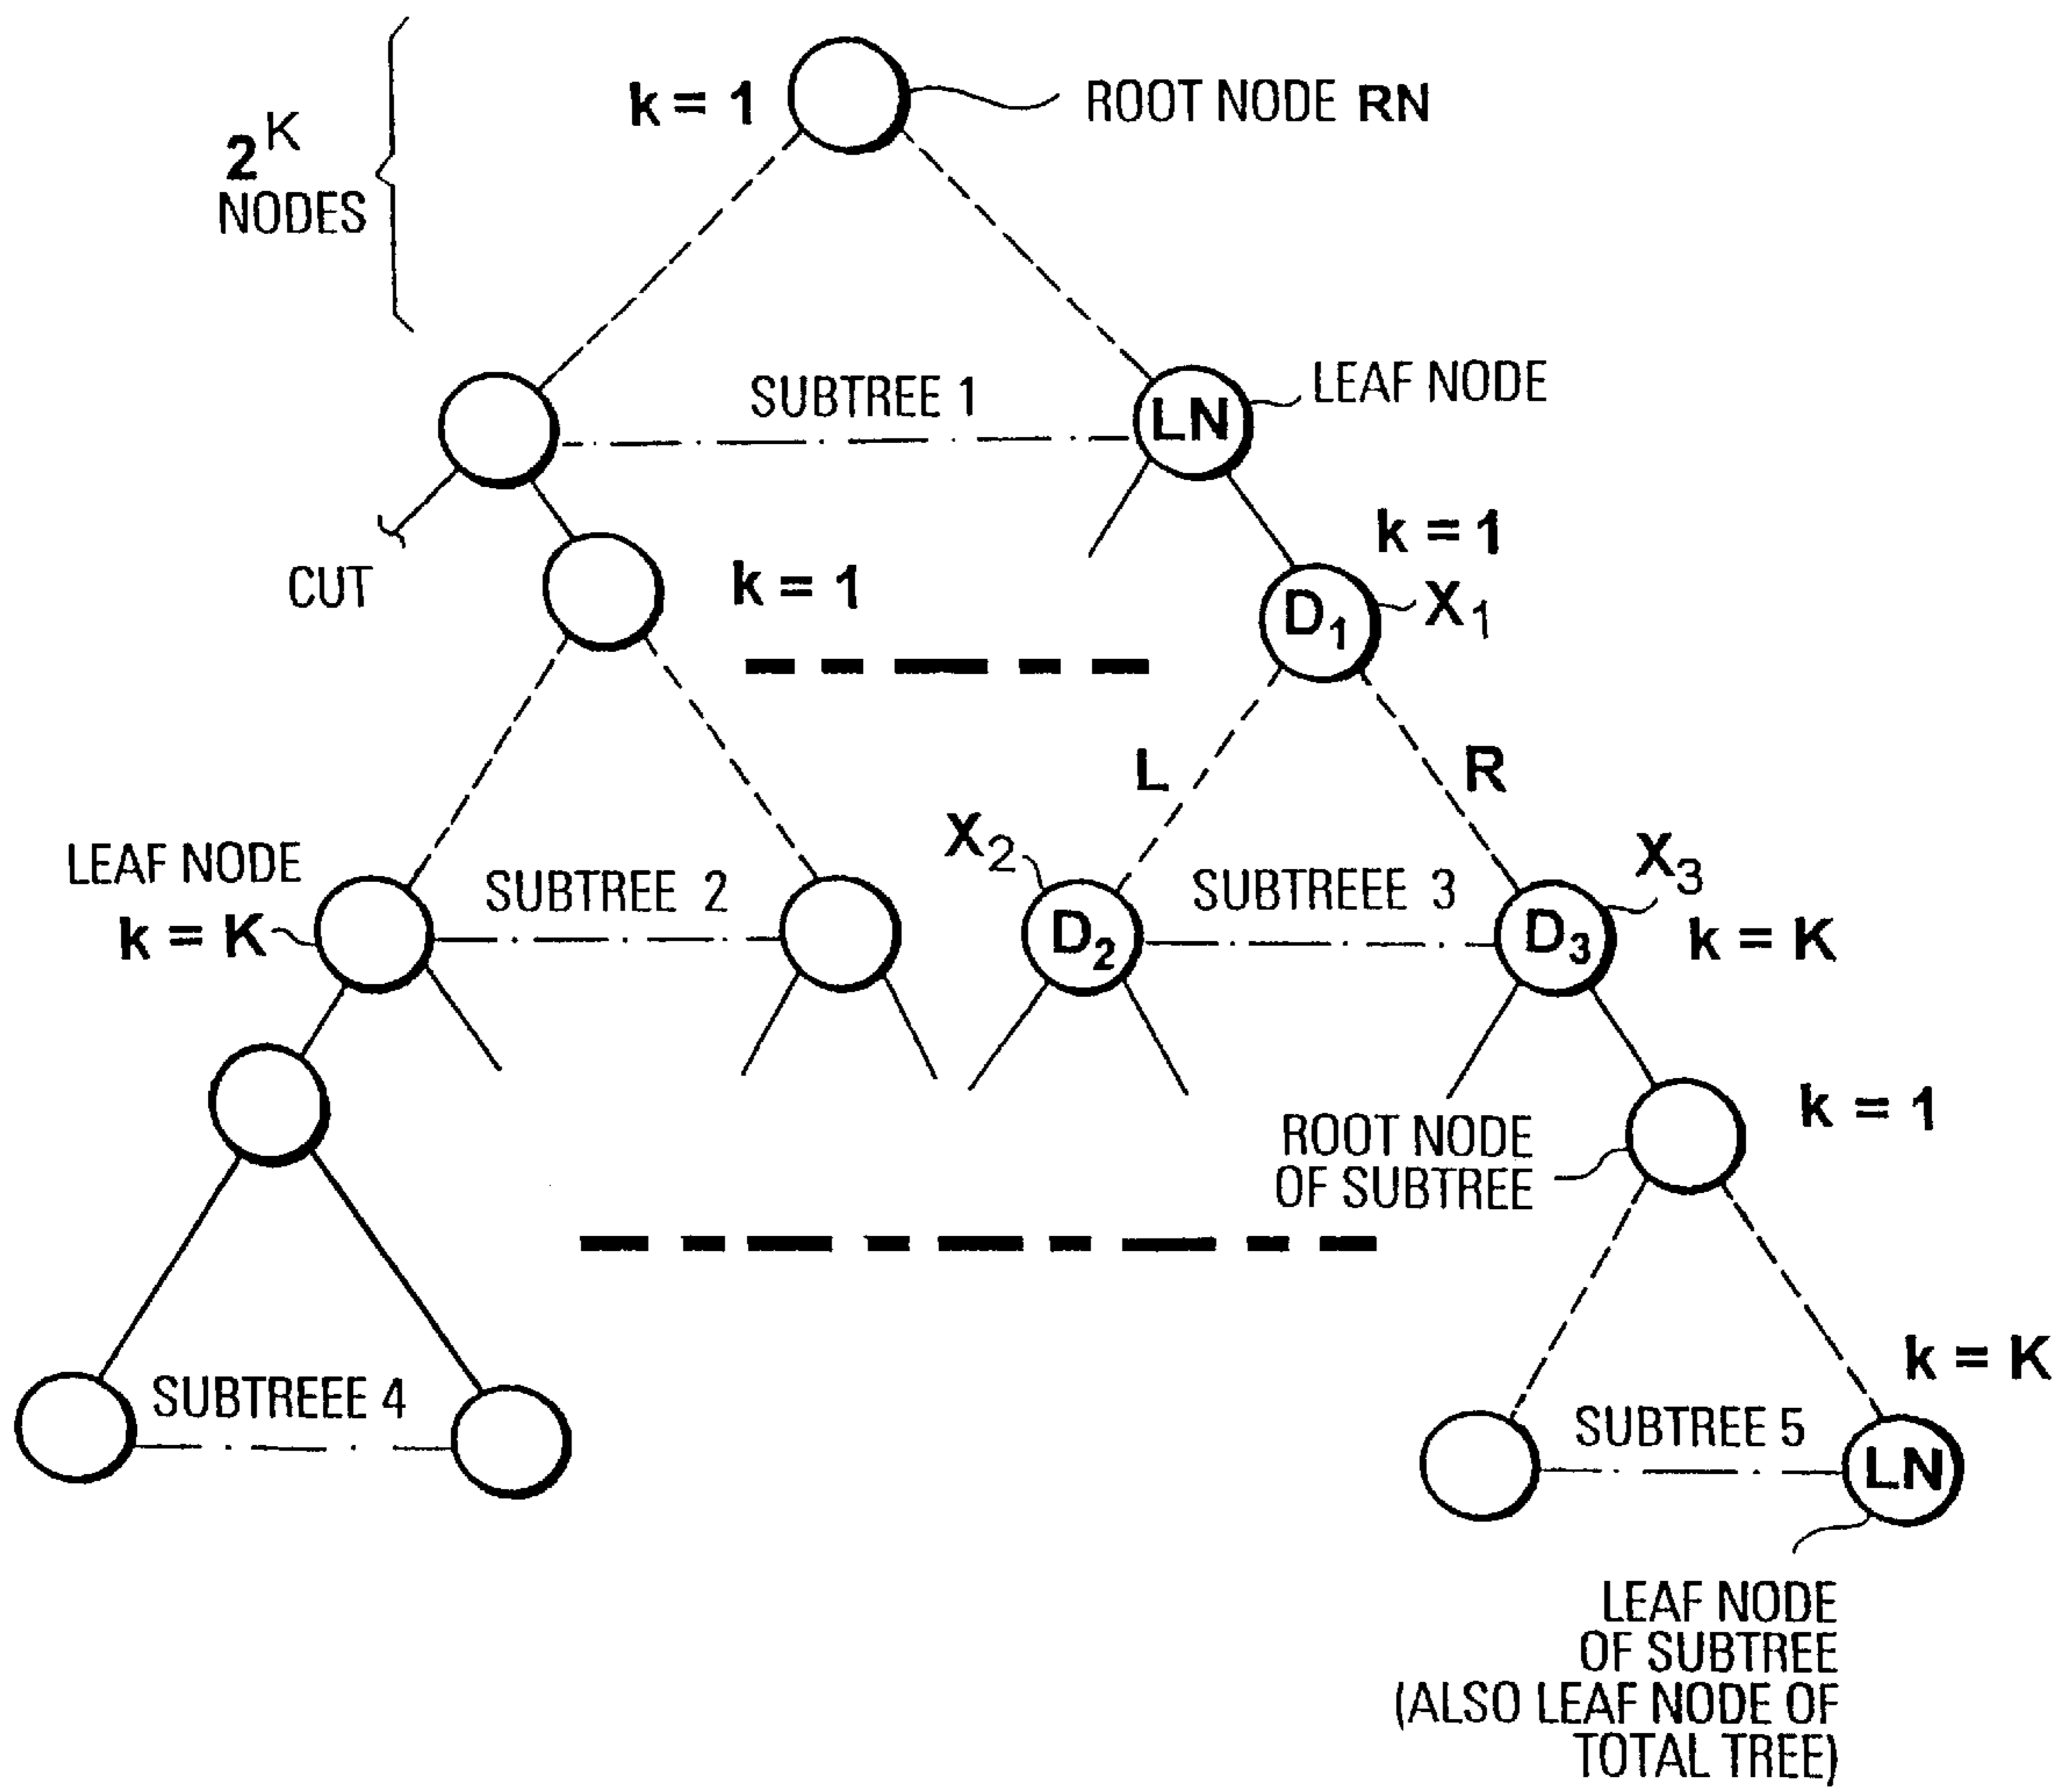 k = 1
ROOT NODE RN
2^K
NODES
SUBTREE 1
LN
LEAF NODE
CUT
k = 1
k = 1
D₁
X₁
L
R
LEAF NODE
k = K
SUBTREE 2
X₂
D₂
SUBTREEE 3
D₃
X₃
k = K
ROOT NODE
OF SUBTREE
k = 1
SUBTREEE 4
k = K
SUBTREE 5
LN
LEAF NODE
OF SUBTREE
(ALSO LEAF NODE OF
TOTAL TREE)